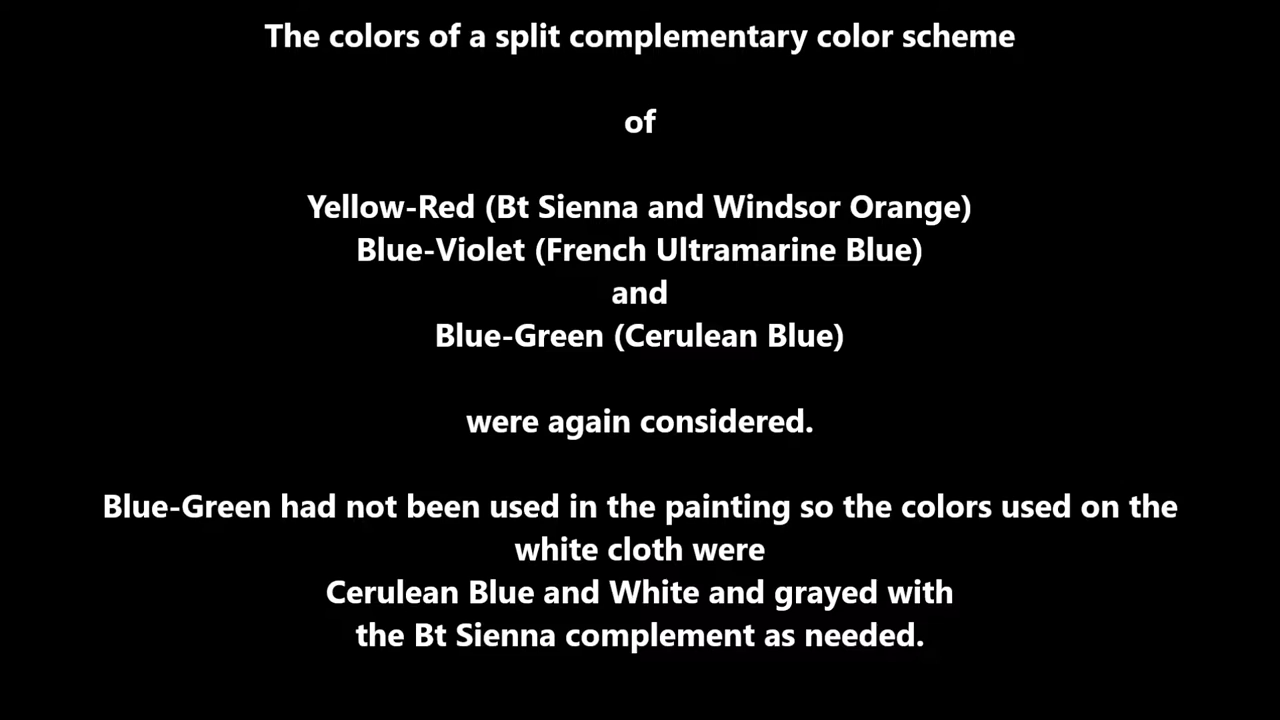 The colors of a split complementary color scheme
of
Yellow-Red (Bt Sienna and Windsor Orange)
Blue-Violet (French Ultramarine Blue)
and
Blue-Green (Cerulean Blue)
were again considered.
Blue-Green had not been used in the painting so the colors used on the
white cloth were
Cerulean Blue and White and grayed with
the Bt Sienna complement as needed.